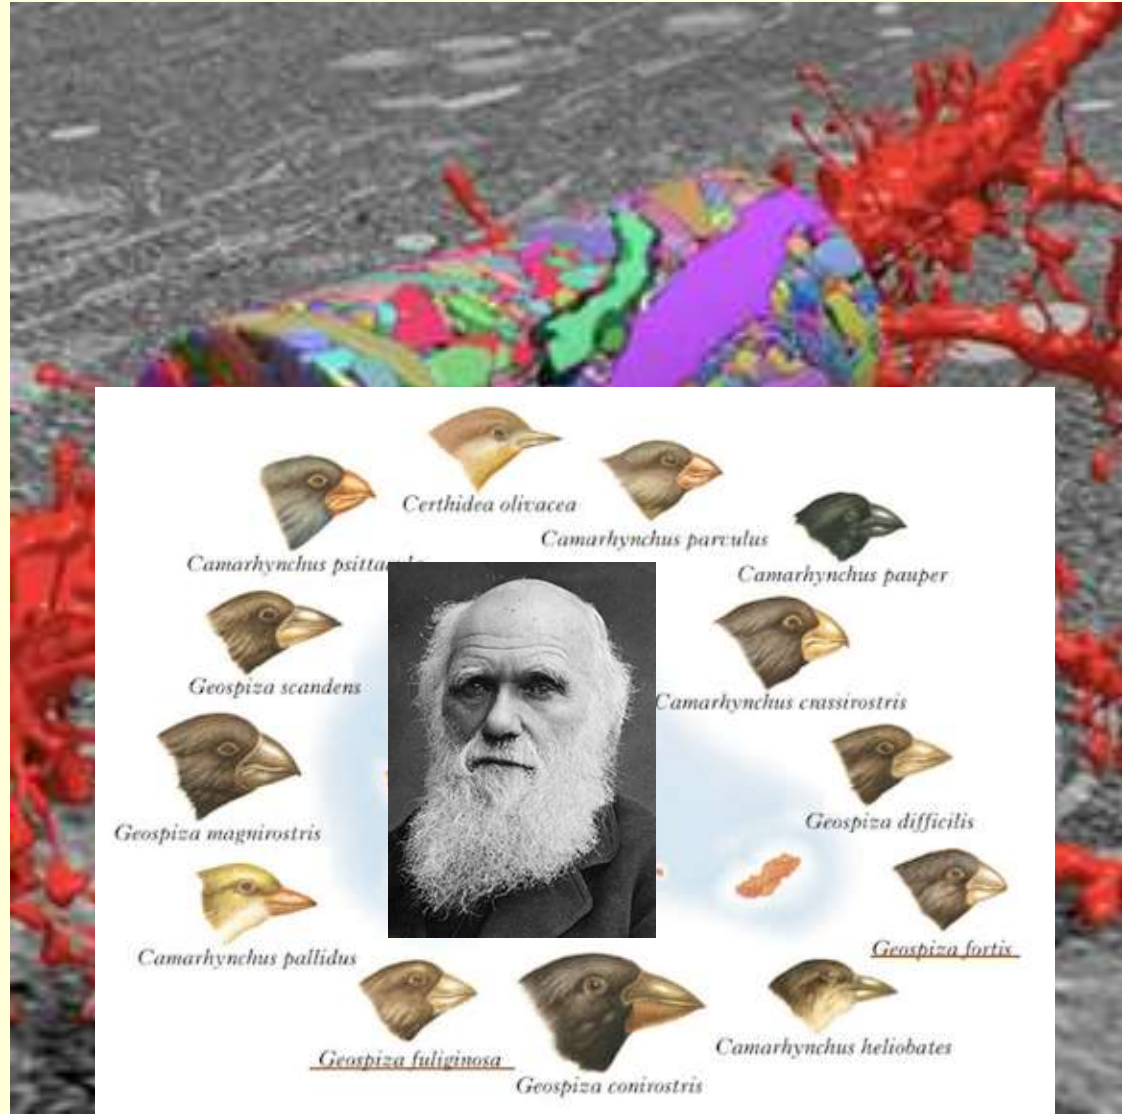 Certhidea olivacea
Camarhynchus parvulus
Camarhynchus
Camarhynchus pauper
Geospiza scandens
Camarhynchus crassirostris
Geospiza magnirostris
Geospiza difficilis
Camarhynchus pallidus
Geospiza fortis
Geospiza fuliginosa
Camarhynchus heliobates
Geospiza conirostris